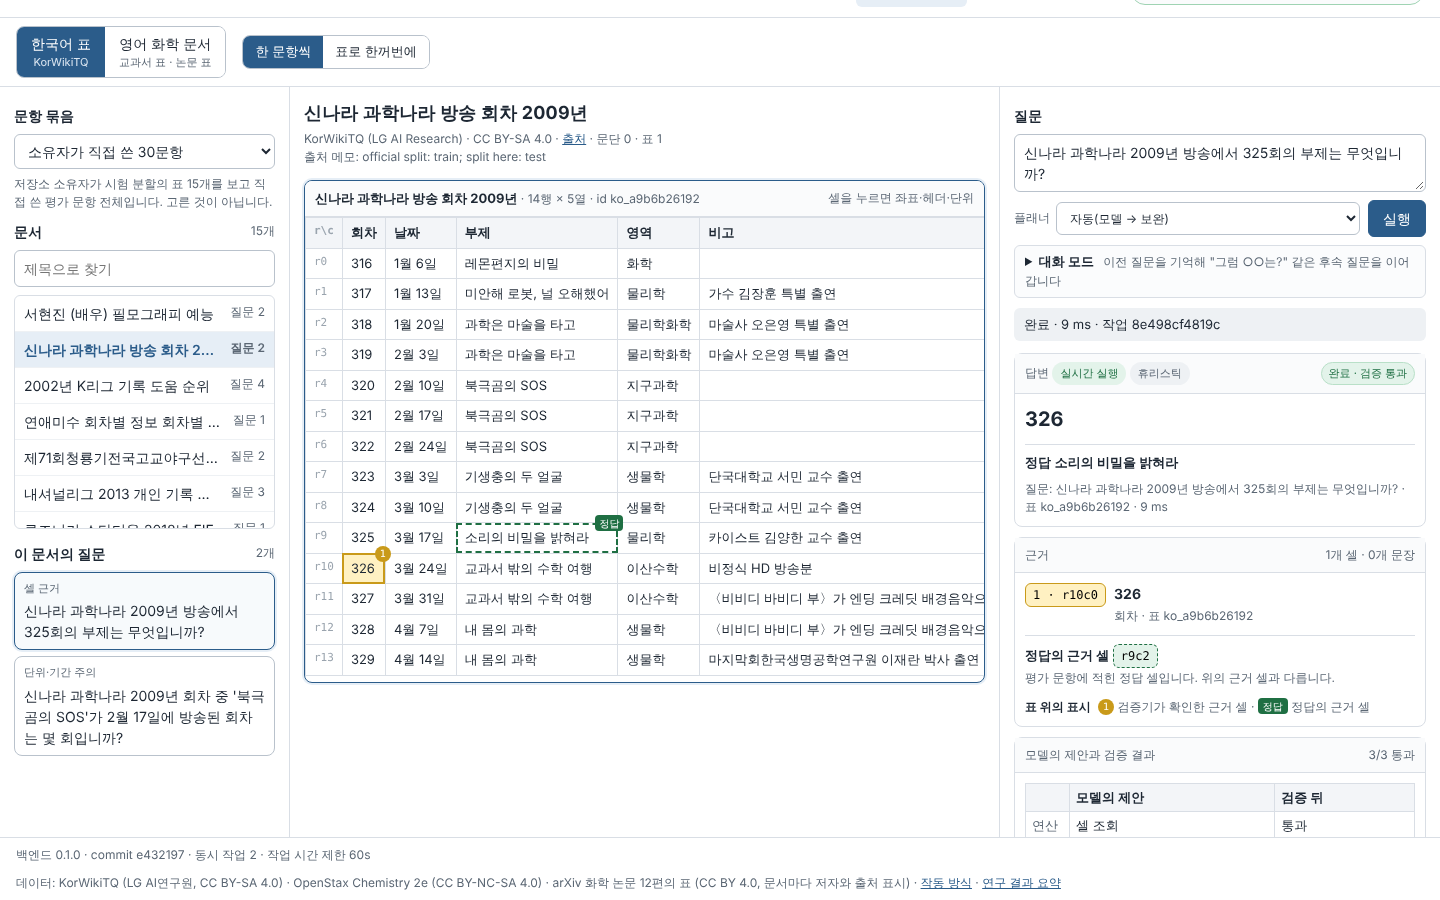 한국어 표
KorWikiTQ
영어 화학 문서
교과서 표 · 논문 표
한 문항씩
표로 한꺼번에
문항 묶음
소유자가 직접 쓴 30문항
저장소 소유자가 시험 분할의 표 15개를 보고 직
접 쓴 평가 문항 전체입니다. 고른 것이 아닙니다.
문서 15개
제목으로 찾기
서현진 (배우) 필모그래피 예능 질문 2
신나라 과학나라 방송 회차 2... 질문 2
2002년 K리그 기록 도움 순위 질문 4
연애미수 회차별 정보 회차별 ... 질문 1
제71회청룡기전국고교야구선... 질문 2
내셔널리그 2013 개인 기록 ... 질문 3
이 문서의 질문 2개
셀 근거
신나라 과학나라 2009년 방송에서
325회의 부제는 무엇입니까?
단위·기간 주의
신나라 과학나라 2009년 회차 중 '북극
곰의 SOS'가 2월 17일에 방송된 회차
는 몇 회입니까?
신나라 과학나라 방송 회차 2009년
KorWikiTQ (LG AI Research) · CC BY-SA 4.0 · 출처 · 문단 0 · 표 1
출처 메모: official split: train; split here: test
신나라 과학나라 방송 회차 2009년 · 14행 × 5열 · id ko_a9b6b26192 셀을 누르면 좌표·헤더·단위
r\c 회차 날짜 부제 영역 비고
r0 316 1월 6일 레몬편지의 비밀 화학
r1 317 1월 13일 미안해 로봇, 널 오해했어 물리학 가수 김장훈 특별 출연
r2 318 1월 20일 과학은 마술을 타고 물리학화학 마술사 오은영 특별 출연
r3 319 2월 3일 과학은 마술을 타고 물리학화학 마술사 오은영 특별 출연
r4 320 2월 10일 북극곰의 SOS 지구과학
r5 321 2월 17일 북극곰의 SOS 지구과학
r6 322 2월 24일 북극곰의 SOS 지구과학
r7 323 3월 3일 기생충의 두 얼굴 생물학 단국대학교 서민 교수 출연
r8 324 3월 10일 기생충의 두 얼굴 생물학 단국대학교 서민 교수 출연
정답
r9 325 3월 17일 소리의 비밀을 밝혀라 물리학 카이스트 김양한 교수 출연
1
r10 326 3월 24일 교과서 밖의 수학 여행 이산수학 비정식 HD 방송분
r11 327 3월 31일 교과서 밖의 수학 여행 이산수학 〈비비디 바비디 부〉가 엔딩 크레딧 배경음악으
r12 328 4월 7일 내 몸의 과학 생물학 〈비비디 바비디 부〉가 엔딩 크레딧 배경음악으
r13 329 4월 14일 내 몸의 과학 생물학 마지막회한국생명공학연구원 이재란 박사 출연
질문
신나라 과학나라 2009년 방송에서 325회의 부제는 무엇입니
까?
플래너 자동(모델 → 보완) 실행
▶ 대화 모드 이전 질문을 기억해 "그럼 ○○는?" 같은 후속 질문을 이어
갑니다
완료 · 9 ms · 작업 8e498cf4819c
답변 실시간 실행 휴리스틱 완료 · 검증 통과
326
정답 소리의 비밀을 밝혀라
질문: 신나라 과학나라 2009년 방송에서 325회의 부제는 무엇입니까? ·
표 ko_a9b6b26192 · 9 ms
근거 1개 셀 · 0개 문장
1 · r10c0 326
회차 · 표 ko_a9b6b26192
정답의 근거 셀 r9c2
평가 문항에 적힌 정답 셀입니다. 위의 근거 셀과 다릅니다.
표 위의 표시 1 검증기가 확인한 근거 셀 · 정답 정답의 근거 셀
모델의 제안과 검증 결과 3/3 통과
모델의 제안 검증 뒤
연산 셀 조회 통과
백엔드 0.1.0 · commit e432197 · 동시 작업 2 · 작업 시간 제한 60s
데이터: KorWikiTQ (LG AI연구원, CC BY-SA 4.0) · OpenStax Chemistry 2e (CC BY-NC-SA 4.0) · arXiv 화학 논문 12편의 표 (CC BY 4.0, 문서마다 저자와 출처 표시) · 작동 방식 · 연구 결과 요약